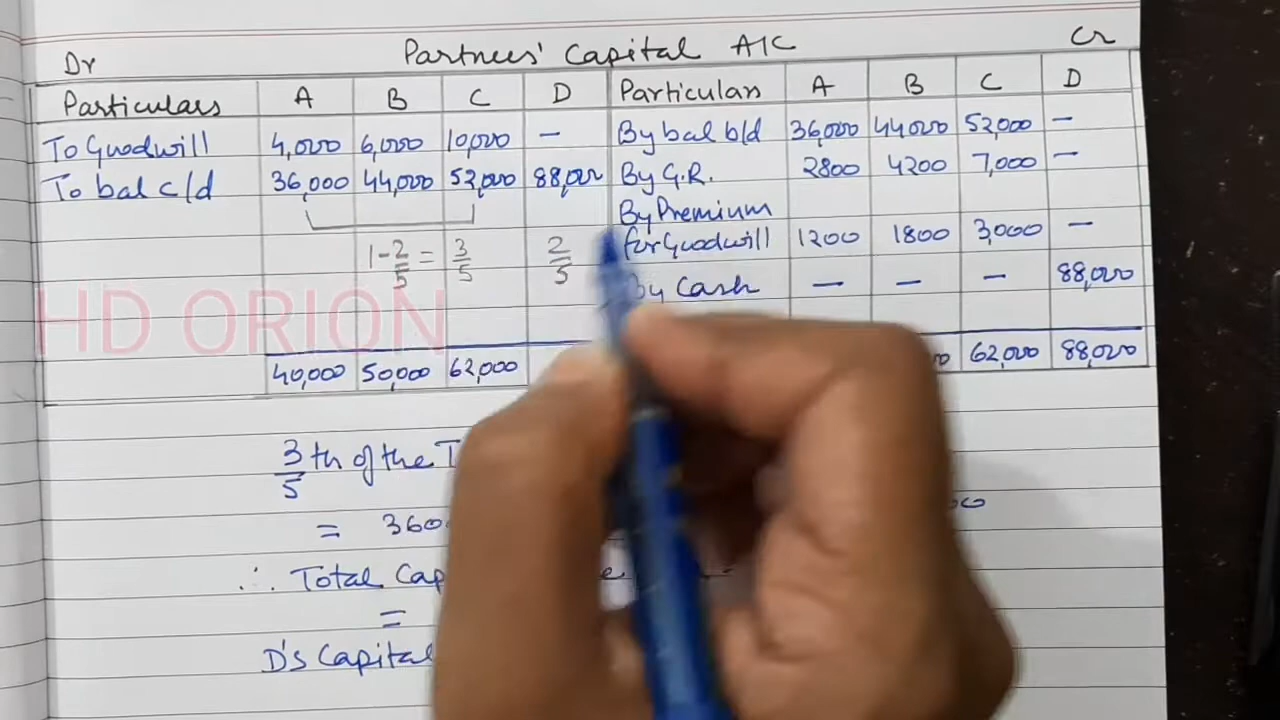 Dr Partners' Capital A/C Cr
Particulars A B C D Particulars A B C D
To Goodwill 4,000 6,000 10,000 — By bal b/d 36,000 44,000 52,000 —
To bal c/d 36,000 44,000 52,000 88,000 By G.R. 2800 4200 7,000 —
By Premium
for Goodwill 1200 1800 3,000 —
1-2/5 = 3/5 2/5
By Cash — — — 88,000
HD ORION
40,000 50,000 62,000 62,000 88,000
3/5 th of the
= 360
∴ Total Cap
=
D's Capital